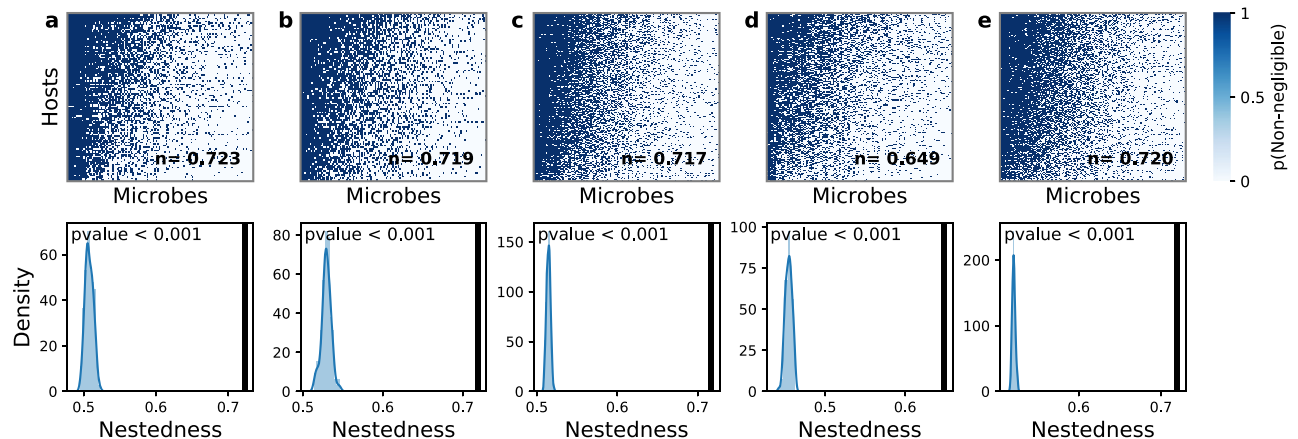 a b c d e
1
0.5
0
p(Non-negligible)
Hosts
n= 0.723 n= 0.719 n= 0.717 n= 0.649 n= 0.720
Microbes Microbes Microbes Microbes Microbes
Density
pvalue < 0.001
60
40
20
0
0.5 0.6 0.7
Nestedness
pvalue < 0.001
80
60
40
20
0
0.5 0.6 0.7
Nestedness
pvalue < 0.001
150
100
50
0
0.5 0.6 0.7
Nestedness
pvalue < 0.001
100
75
50
25
0
0.5 0.6
Nestedness
pvalue < 0.001
200
100
0
0.6 0.7
Nestedness